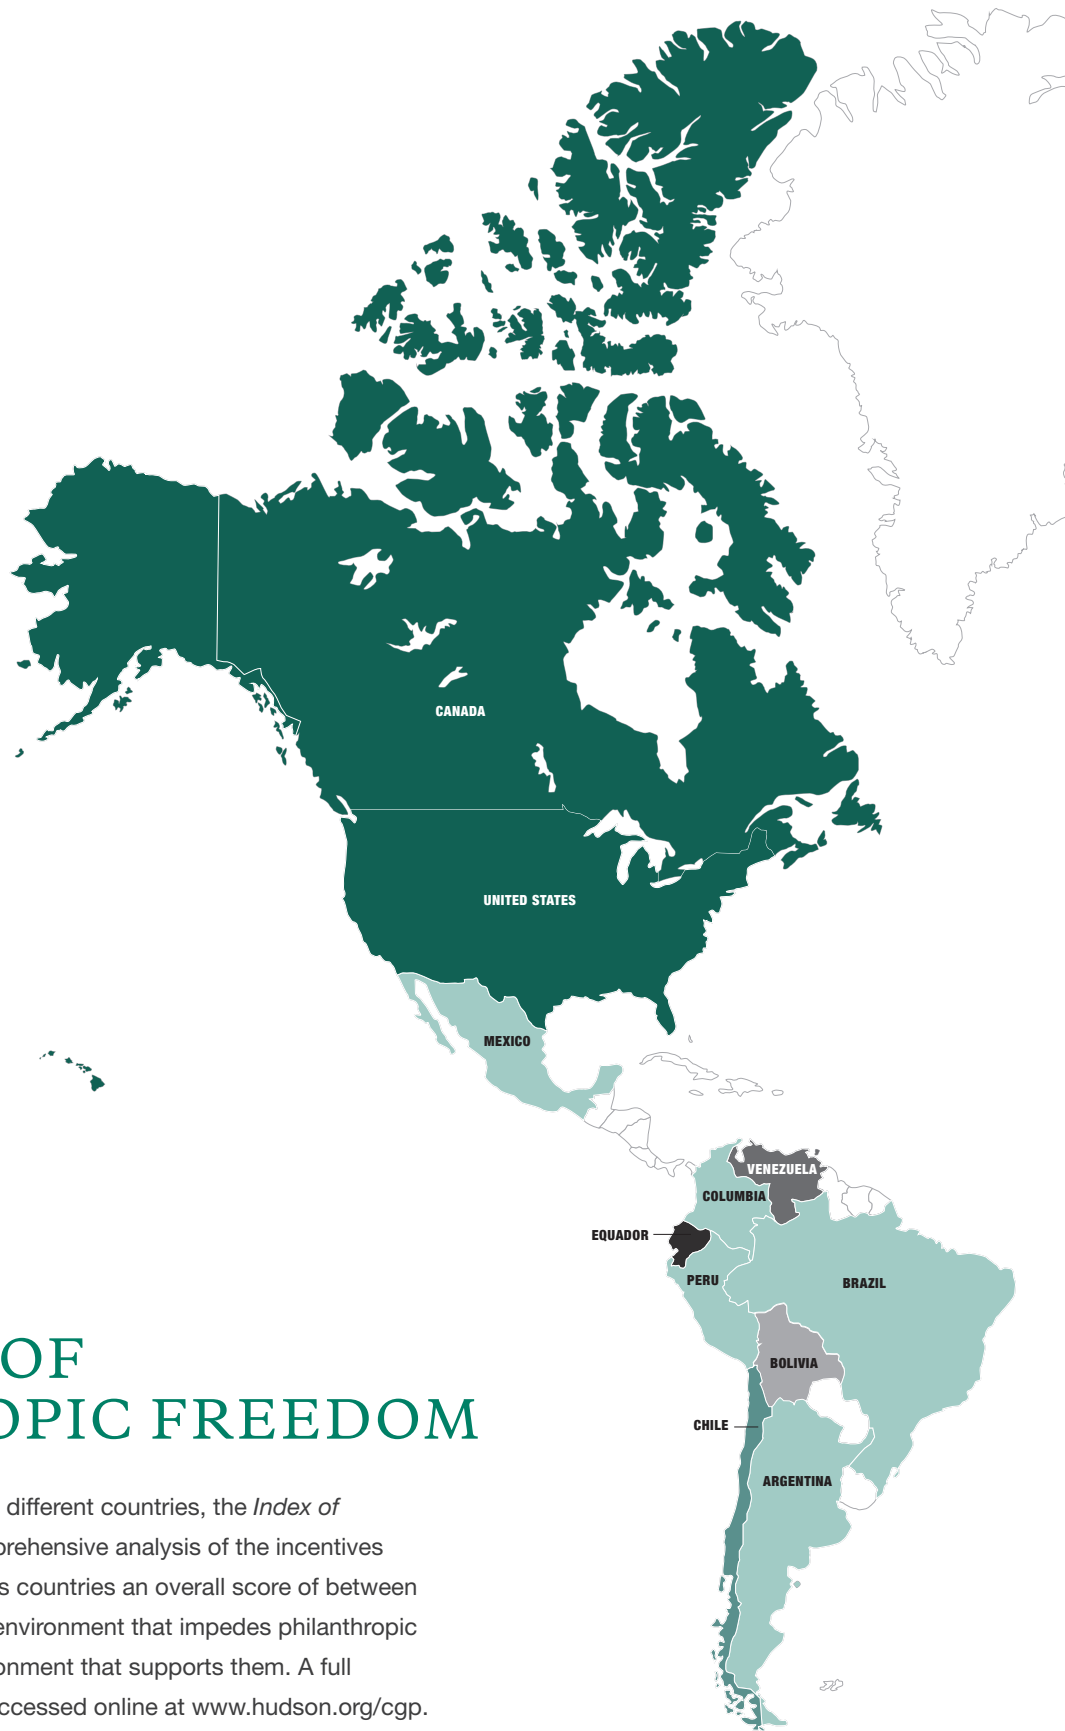 CANADA
UNITED STATES
MEXICO
VENEZUELA
COLUMBIA
EQUADOR
PERU
BRAZIL
BOLIVIA
CHILE
ARGENTINA
OF
OPIC FREEDOM
different countries, the Index of
prehensive analysis of the incentives
s countries an overall score of between
environment that impedes philanthropic
onment that supports them. A full
ccessed online at www.hudson.org/cgp.